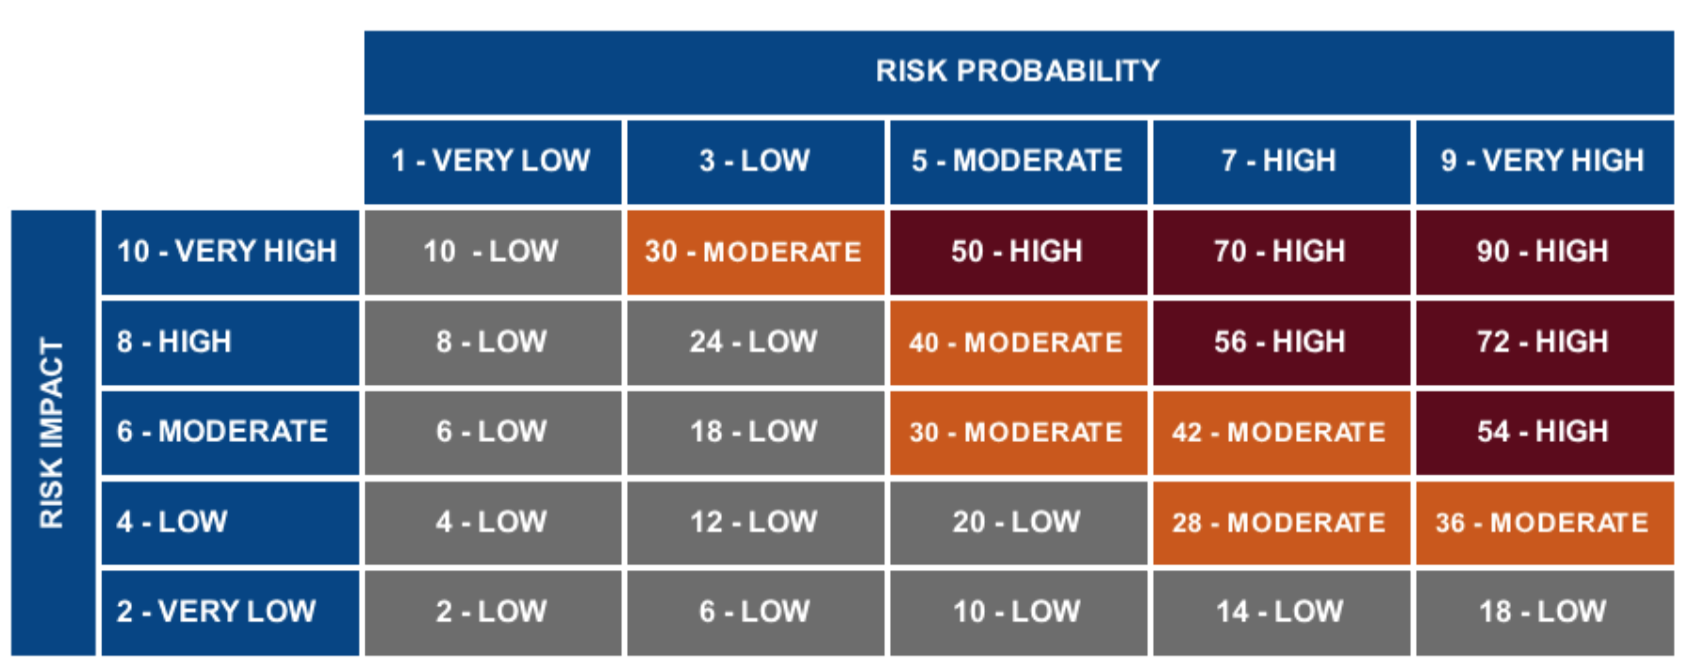 RISK PROBABILITY
1 - VERY LOW 3 - LOW 5 - MODERATE 7 - HIGH 9 - VERY HIGH
RISK IMPACT
10 - VERY HIGH 10 - LOW 30 - MODERATE 50 - HIGH 70 - HIGH 90 - HIGH
8 - HIGH 8 - LOW 24 - LOW 40 - MODERATE 56 - HIGH 72 - HIGH
6 - MODERATE 6 - LOW 18 - LOW 30 - MODERATE 42 - MODERATE 54 - HIGH
4 - LOW 4 - LOW 12 - LOW 20 - LOW 28 - MODERATE 36 - MODERATE
2 - VERY LOW 2 - LOW 6 - LOW 10 - LOW 14 - LOW 18 - LOW